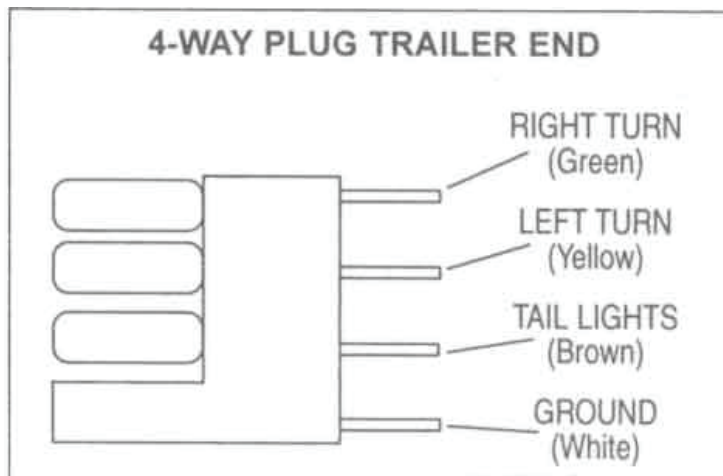 4-WAY PLUG TRAILER END
RIGHT TURN
(Green)
LEFT TURN
(Yellow)
TAIL LIGHTS
(Brown)
GROUND
(White)